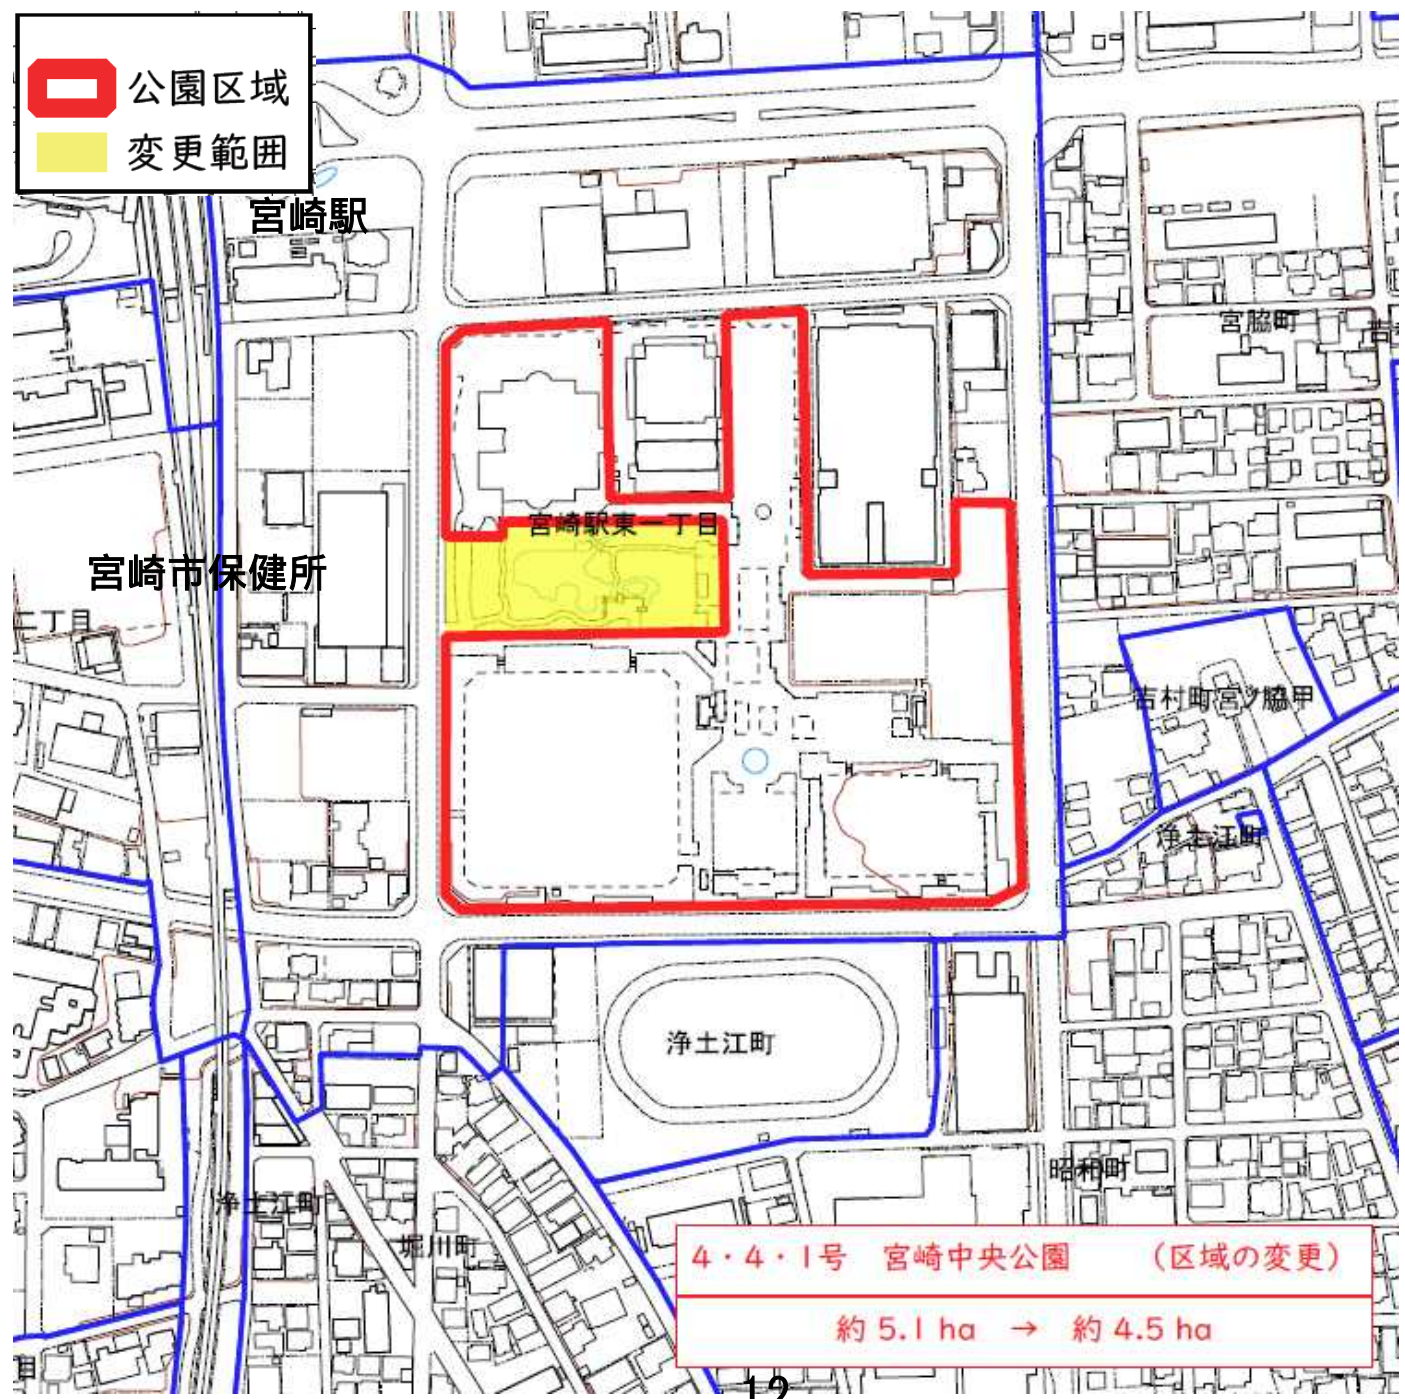 公園区域
変更範囲
宮崎駅
宮脇町
宮崎駅東一丁目
宮崎市保健所
二丁目
吉村町宮ノ脇甲
浄土江町
浄土江町
昭和町
浄土江町
堀川町
4・4・1号 宮崎中央公園 (区域の変更)
約 5.1 ha → 約 4.5 ha
12